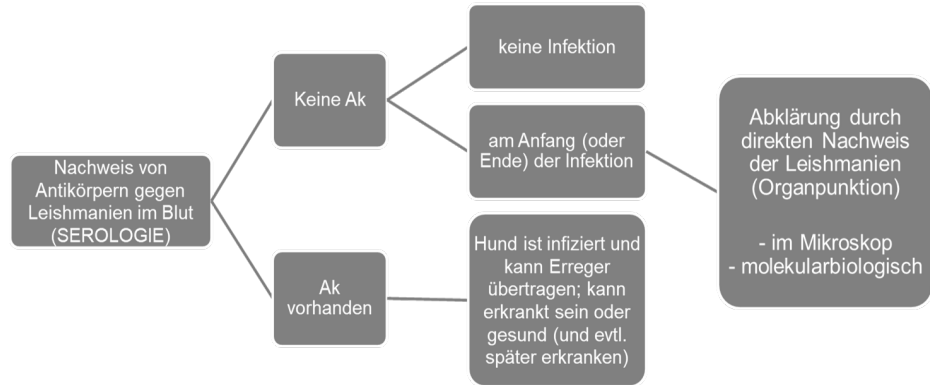 Nachweis von
Antikörpern gegen
Leishmanien im Blut
(SEROLOGIE)
Keine Ak
keine Infektion
am Anfang (oder
Ende) der Infektion
Abklärung durch
direkten Nachweis
der Leishmanien
(Organpunktion)
- im Mikroskop
- molekularbiologisch
Ak
vorhanden
Hund ist infiziert und
kann Erreger
übertragen; kann
erkrankt sein oder
gesund (und evtl.
später erkranken)